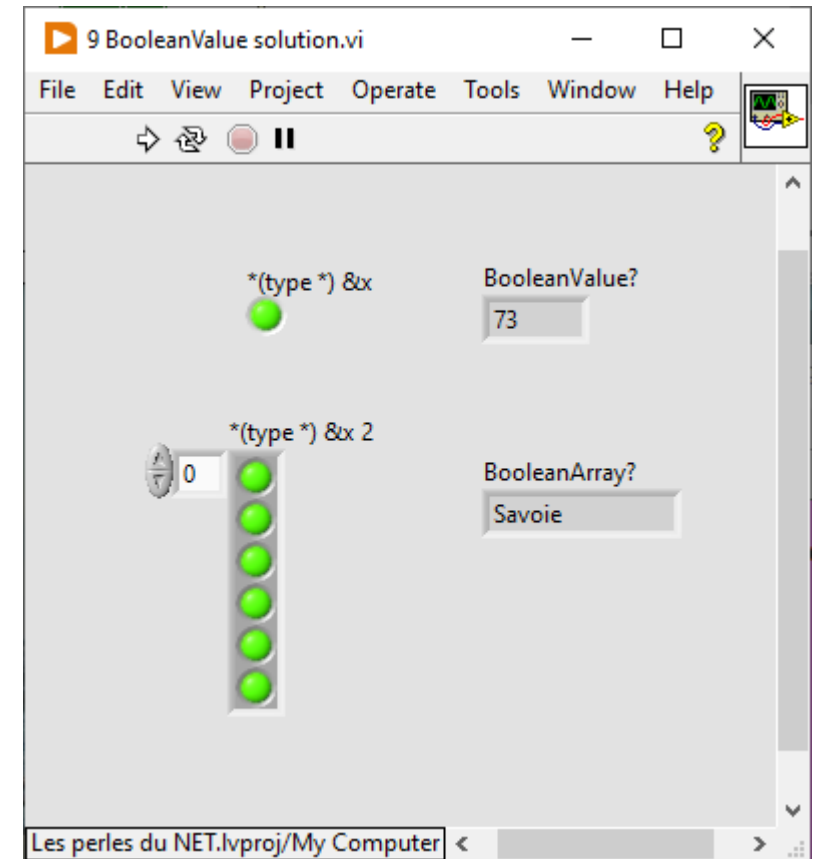 9 BooleanValue solution.vi
File Edit View Project Operate Tools Window Help
*(type *) &x
BooleanValue?
73
*(type *) &x 2
0
BooleanArray?
Savoie
Les perles du NET.lvproj/My Computer